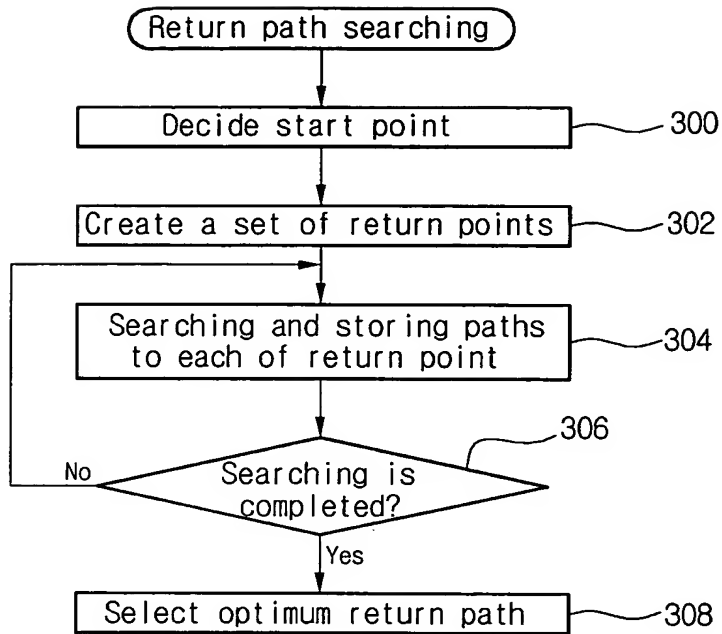 Return path searching
Decide start point
300
Create a set of return points
302
Searching and storing paths
to each of return point
304
306
Searching is
completed?
No
Yes
Select optimum return path
308